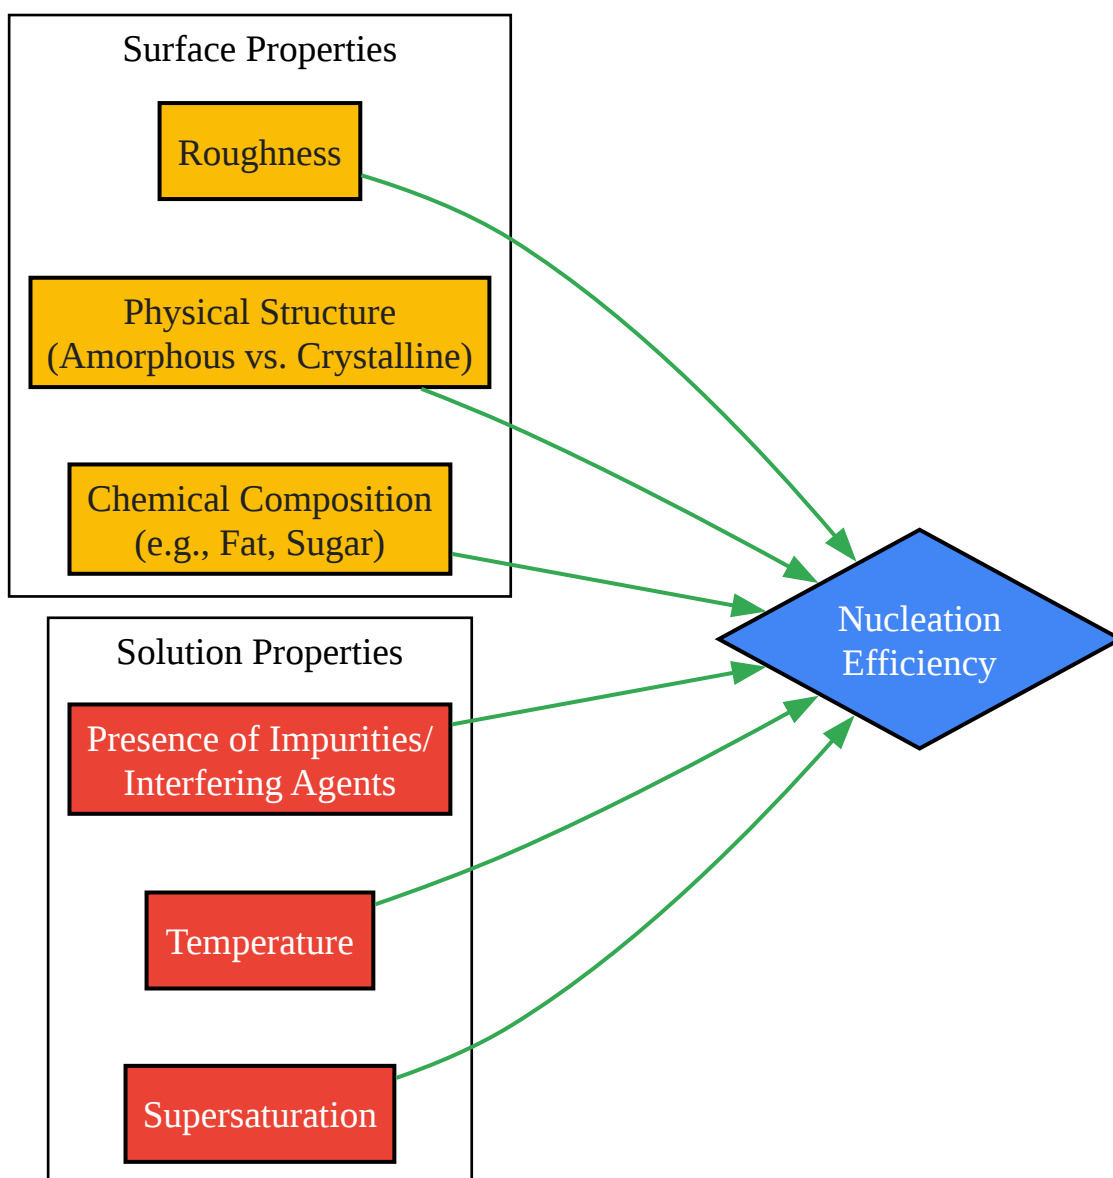 Surface Properties
Roughness
Physical Structure
(Amorphous vs. Crystalline)
Chemical Composition
(e.g., Fat, Sugar)
Solution Properties
Presence of Impurities/
Interfering Agents
Temperature
Supersaturation
Nucleation
Efficiency